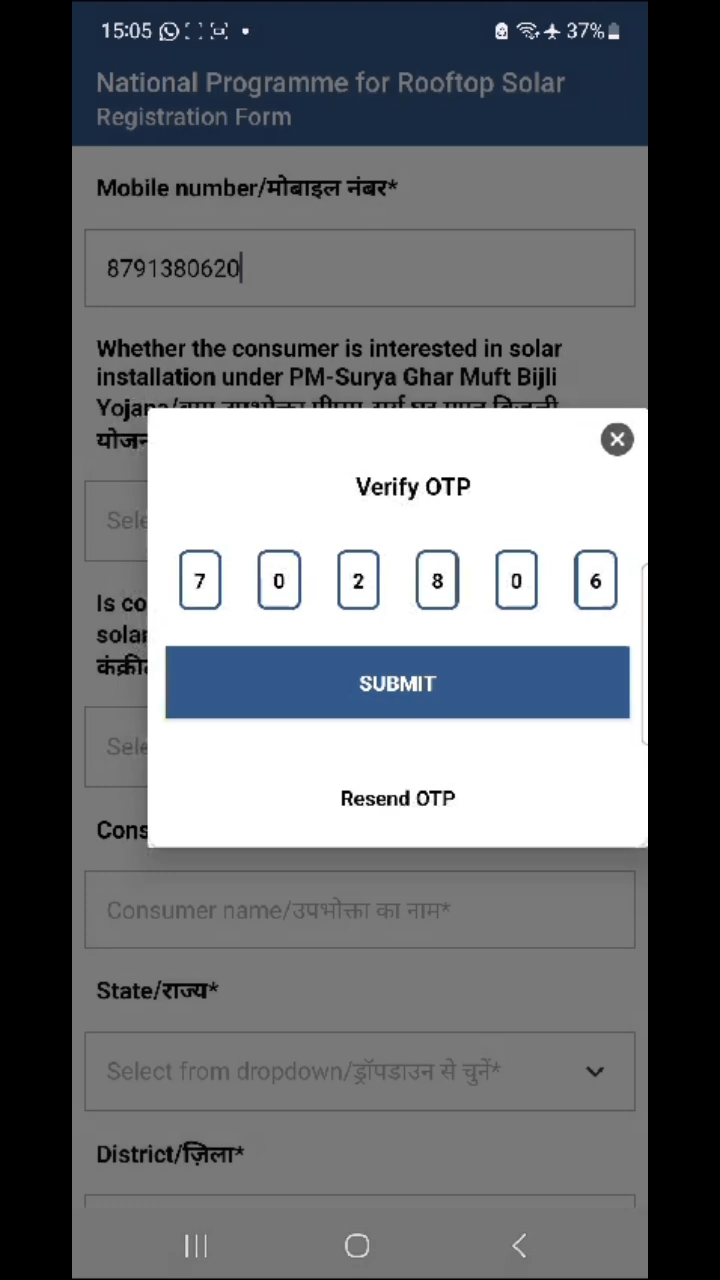 15:05
37%
National Programme for Rooftop Solar
Registration Form
Mobile number/मोबाइल नंबर*
8791380620
Whether the consumer is interested in solar
installation under PM-Surya Ghar Muft Bijli
Verify OTP
7 0 2 8 0 6
SUBMIT
Resend OTP
Consumer name/उपभोक्ता का नाम*
State/राज्य*
Select from dropdown/ड्रॉपडाउन से चुनें*
District/ज़िला*